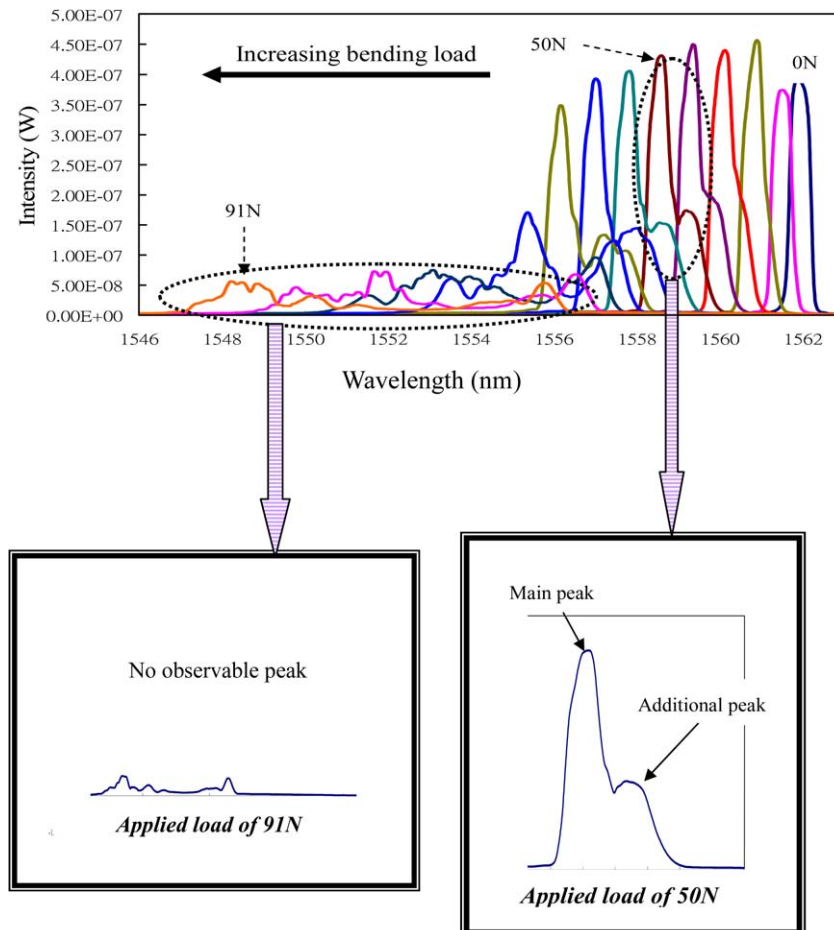 5.00E-07
4.50E-07
4.00E-07
3.50E-07
3.00E-07
2.50E-07
2.00E-07
1.50E-07
1.00E-07
5.00E-08
0.00E+00
Intensity (W)
Increasing bending load
50N
0N
91N
1546 1548 1550 1552 1554 1556 1558 1560 1562
Wavelength (nm)
No observable peak
Applied load of 91N
Main peak
Additional peak
Applied load of 50N